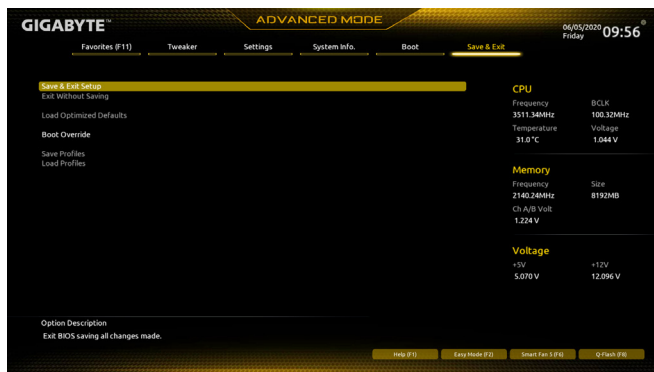 GIGABYTE™
ADVANCED MODE
06/05/2020
Friday
09:56
Favorites (F11) Tweaker Settings System Info. Boot Save & Exit
Save & Exit Setup
Exit Without Saving
Load Optimized Defaults
Boot Override
Save Profiles
Load Profiles
CPU
Frequency BCLK
3511.34MHz 100.32MHz
Temperature Voltage
31.0 °C 1.044 V
Memory
Frequency Size
2140.24MHz 8192MB
Ch A/B Volt
1.224 V
Voltage
+5V +12V
5.070 V 12.096 V
Option Description
Exit BIOS saving all changes made.
Help (F1) Easy Mode (F2) Smart Fan 5 (F6) Q-Flash (F8)